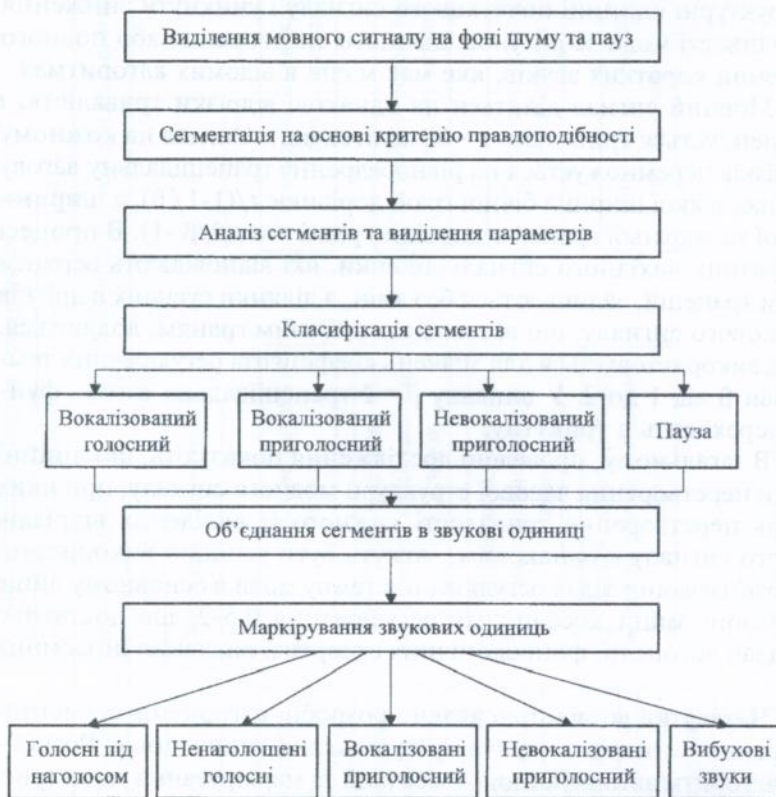 Виділення мовного сигналу на фоні шуму та пауз
Сегментація на основі критерію правдоподібності
Аналіз сегментів та виділення параметрів
Класифікація сегментів
Вокалізований
голосний
Вокалізований
приголосний
Невокалізований
приголосний
Пауза
Об’єднання сегментів в звукові одиниці
Маркірування звукових одиниць
Голосні під
наголосом
Ненаголошені
голосні
Вокалізовані
приголосний
Невокалізовані
приголосний
Вибухові
звуки